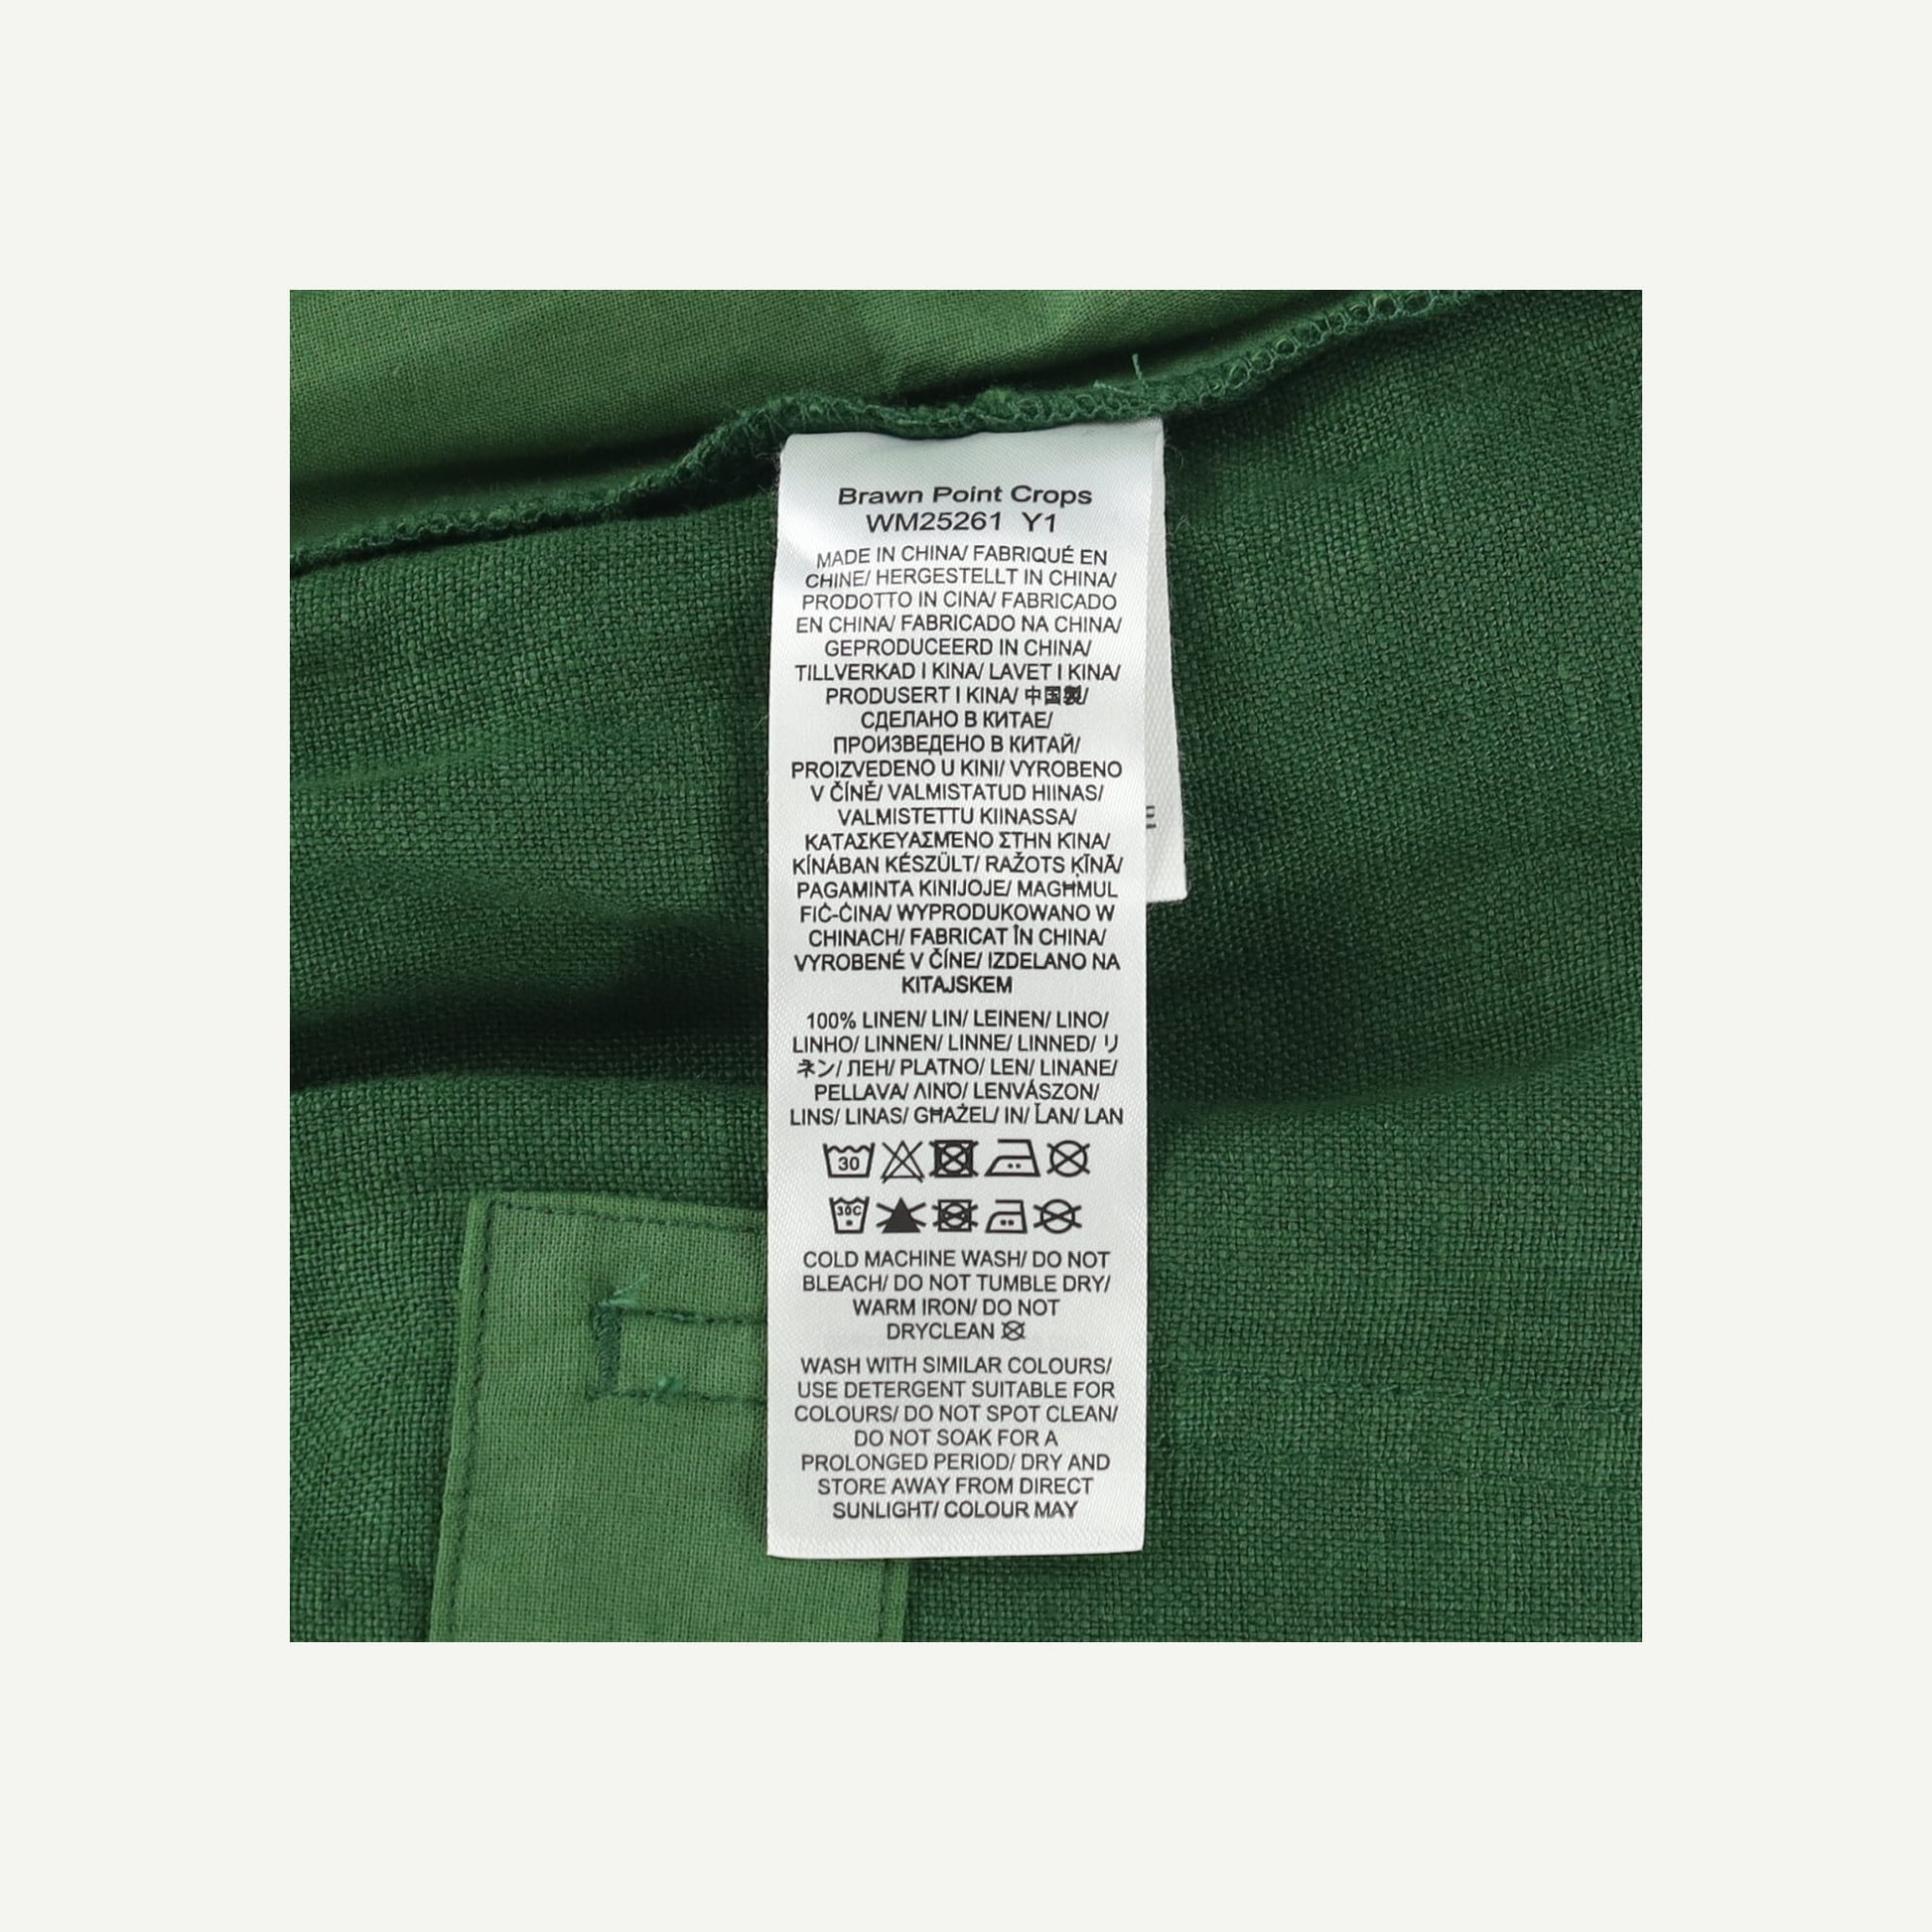 Brawn Point Crops
WM25261 Y1
MADE IN CHINA/ FABRIQUÉ EN
CHINE/ HERGESTELLT IN CHINA/
PRODOTTO IN CINA/ FABRICADO
EN CHINA/ FABRICADO NA CHINA/
GEPRODUCEERD IN CHINA/
TILLVERKAD I KINA/ LAVET I KINA/
PRODUSERT I KINA/ 中国製/
СДЕЛАНО В КИТАЕ/
ПРОИЗВЕДЕНО В КИТАЙ/
PROIZVEDENO U KINI/ VYROBENO
V ČÍNĚ/ VALMISTATUD HIINAS/
VALMISTETTU KIINASSA/
ΚΑΤΑΣΚΕΥΑΣΜΈΝΟ ΣΤΗΝ ΚΊΝΑ/
KÍNÁBAN KÉSZÜLT/ RAŽOTS ĶĪNĀ/
PAGAMINTA KINIJOJE/ MAGĦMUL
FIĊ-ĊINA/ WYPRODUKOWANO W
CHINACH/ FABRICAT ÎN CHINA/
VYROBENÉ V ČÍNE/ IZDELANO NA
KITAJSKEM
100% LINEN/ LIN/ LEINEN/ LINO/
LINHO/ LINNEN/ LINNE/ LINNED/ リ
ネン/ ЛЕН/ PLATNO/ LEN/ LINANE/
PELLAVA/ ΛΙΝΌ/ LENVÁSZON/
LINS/ LINAS/ GĦAŻEL/ IN/ ĽAN/ LAN
30
30C
COLD MACHINE WASH/ DO NOT
BLEACH/ DO NOT TUMBLE DRY/
WARM IRON/ DO NOT
DRYCLEAN
WASH WITH SIMILAR COLOURS/
USE DETERGENT SUITABLE FOR
COLOURS/ DO NOT SPOT CLEAN/
DO NOT SOAK FOR A
PROLONGED PERIOD/ DRY AND
STORE AWAY FROM DIRECT
SUNLIGHT/ COLOUR MAY